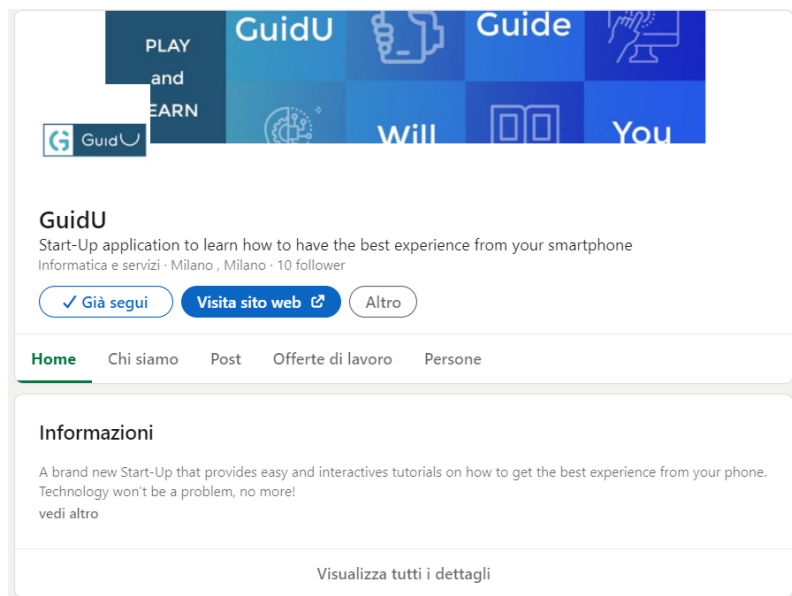 PLAY
and
EARN
GuidU
Guide
Will
You
GuidU
GuidU
Start-Up application to learn how to have the best experience from your smartphone
Informatica e servizi · Milano , Milano · 10 follower
✓ Già segui
Visita sito web
Altro
Home
Chi siamo
Post
Offerte di lavoro
Persone
Informazioni
A brand new Start-Up that provides easy and interactives tutorials on how to get the best experience from your phone.
Technology won't be a problem, no more!
vedi altro
Visualizza tutti i dettagli